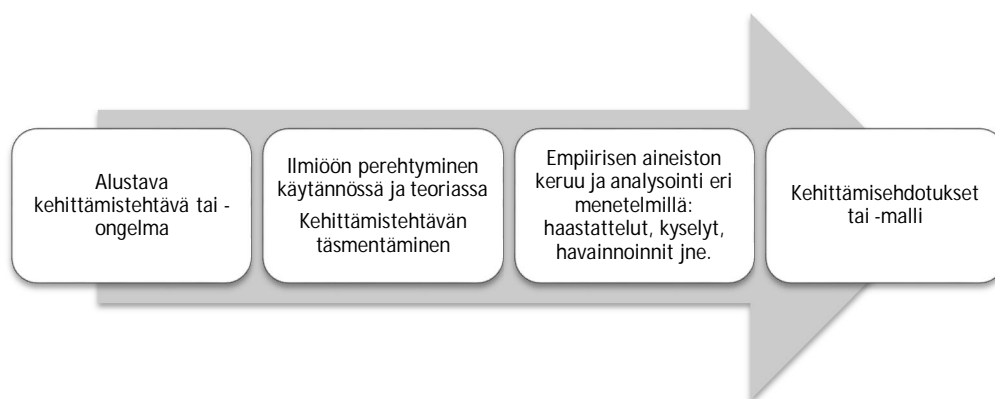 Alustava
kehittämistehtävä tai -
ongelma
Ilmiöön perehtyminen
käytännössä ja teoriassa
Kehittämistehtävän
täsmentäminen
Empiirisen aineiston
keruu ja analysointi eri
menetelmillä:
haastattelut, kyselyt,
havainnoinnit jne.
Kehittämisehdotukset
tai -malli